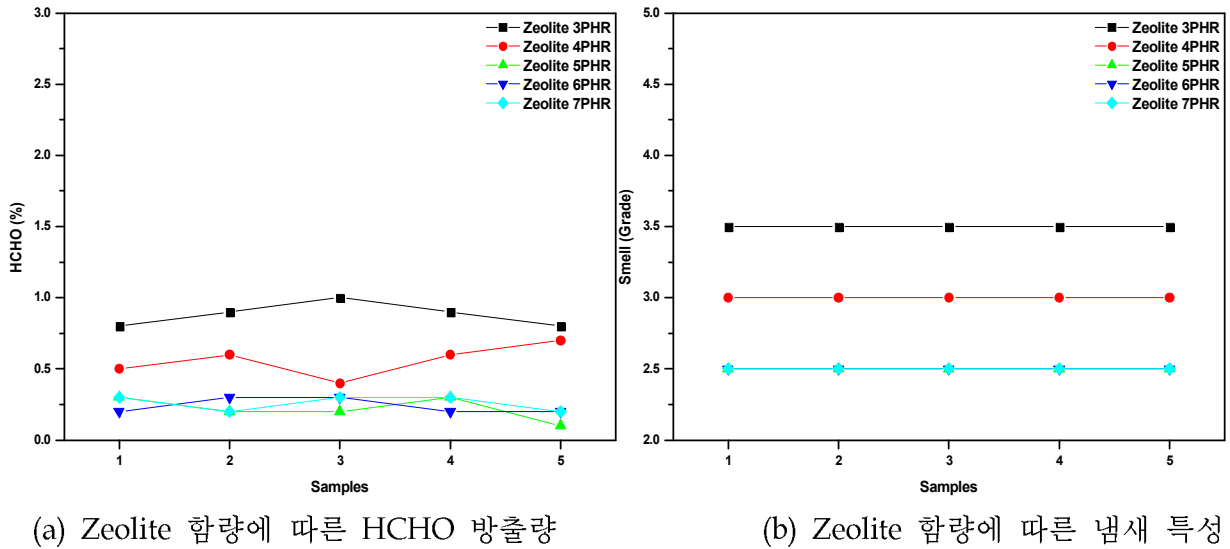 3.0
2.5
2.0
1.5
1.0
0.5
0.0
HCHO (%)
1 2 3 4 5
Samples
Zeolite 3PHR
Zeolite 4PHR
Zeolite 5PHR
Zeolite 6PHR
Zeolite 7PHR
(a) Zeolite 함량에 따른 HCHO 방출량
5.0
4.5
4.0
3.5
3.0
2.5
2.0
Smell (Grade)
1 2 3 4 5
Samples
Zeolite 3PHR
Zeolite 4PHR
Zeolite 5PHR
Zeolite 6PHR
Zeolite 7PHR
(b) Zeolite 함량에 따른 냄새 특성